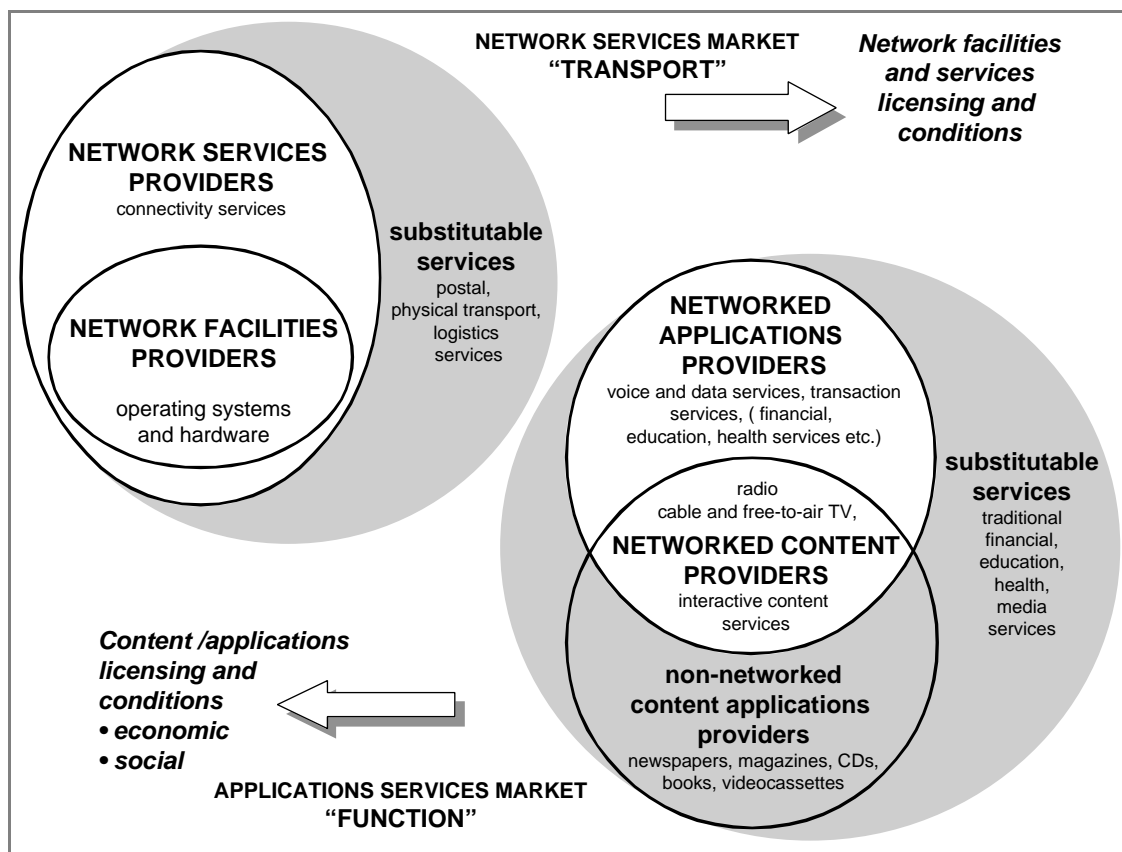 NETWORK SERVICES MARKET
“TRANSPORT”
Network facilities
and services
licensing and
conditions
NETWORK SERVICES
PROVIDERS
connectivity services
substitutable
services
postal,
physical transport,
logistics
services
NETWORK FACILITIES
PROVIDERS
operating systems
and hardware
NETWORKED
APPLICATIONS
PROVIDERS
voice and data services, transaction
services, ( financial,
education, health services etc.)
radio
cable and free-to-air TV,
NETWORKED CONTENT
PROVIDERS
interactive content
services
substitutable
services
traditional
financial,
education,
health,
media
services
non-networked
content applications
providers
newspapers, magazines, CDs,
books, videocassettes
Content /applications
licensing and
conditions
• economic
• social
APPLICATIONS SERVICES MARKET
“FUNCTION”